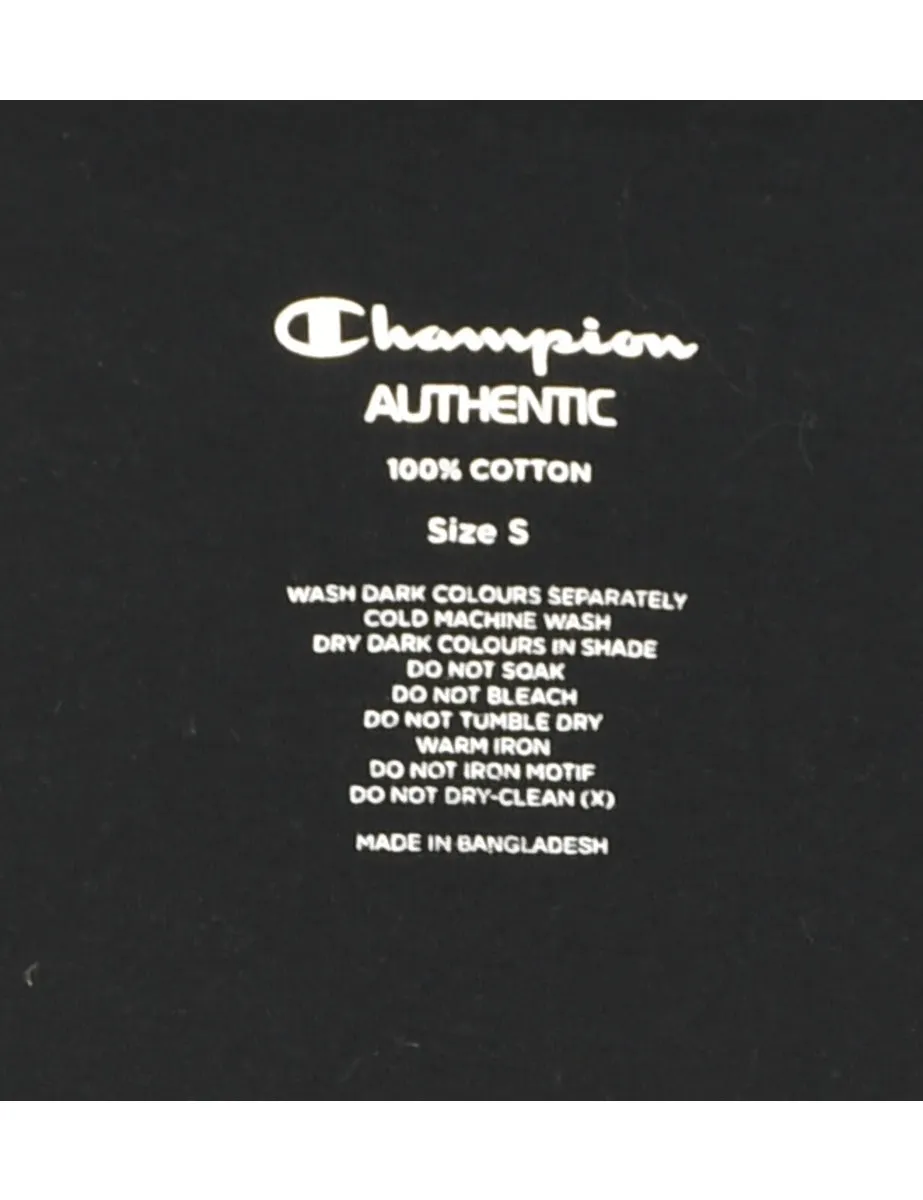 Champion
AUTHENTIC
100% COTTON
Size S
WASH DARK COLOURS SEPARATELY
COLD MACHINE WASH
DRY DARK COLOURS IN SHADE
DO NOT SOAK
DO NOT BLEACH
DO NOT TUMBLE DRY
WARM IRON
DO NOT IRON MOTIF
DO NOT DRY-CLEAN (X)
MADE IN BANGLADESH